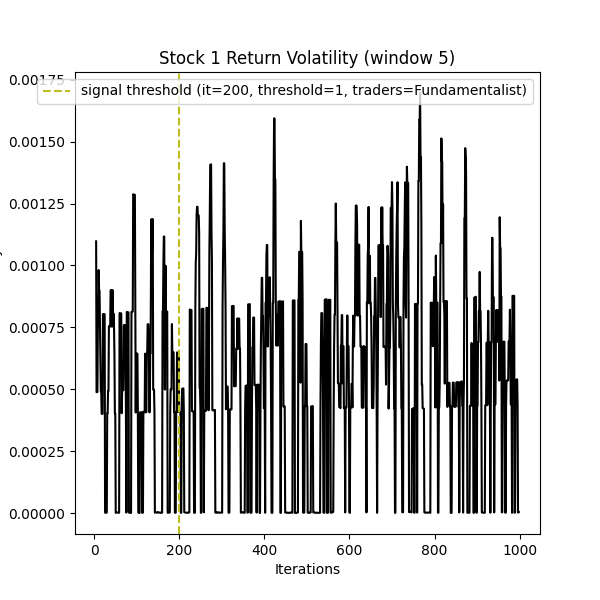 Stock 1 Return Volatility (window 5)
signal threshold (it=200, threshold=1, traders=Fundamentalist)
0.00175
0.00150
0.00125
0.00100
0.00075
0.00050
0.00025
0.00000
0 200 400 600 800 1000
Iterations